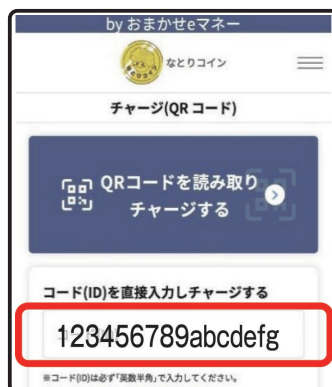 by おまかせeマネー
なとりコイン
チャージ(QRコード)
QRコードを読み取り
チャージする
コード(ID)を直接入力しチャージする
123456789abcdefg
※コード(ID)は必ず「英数半角」で入力してください。